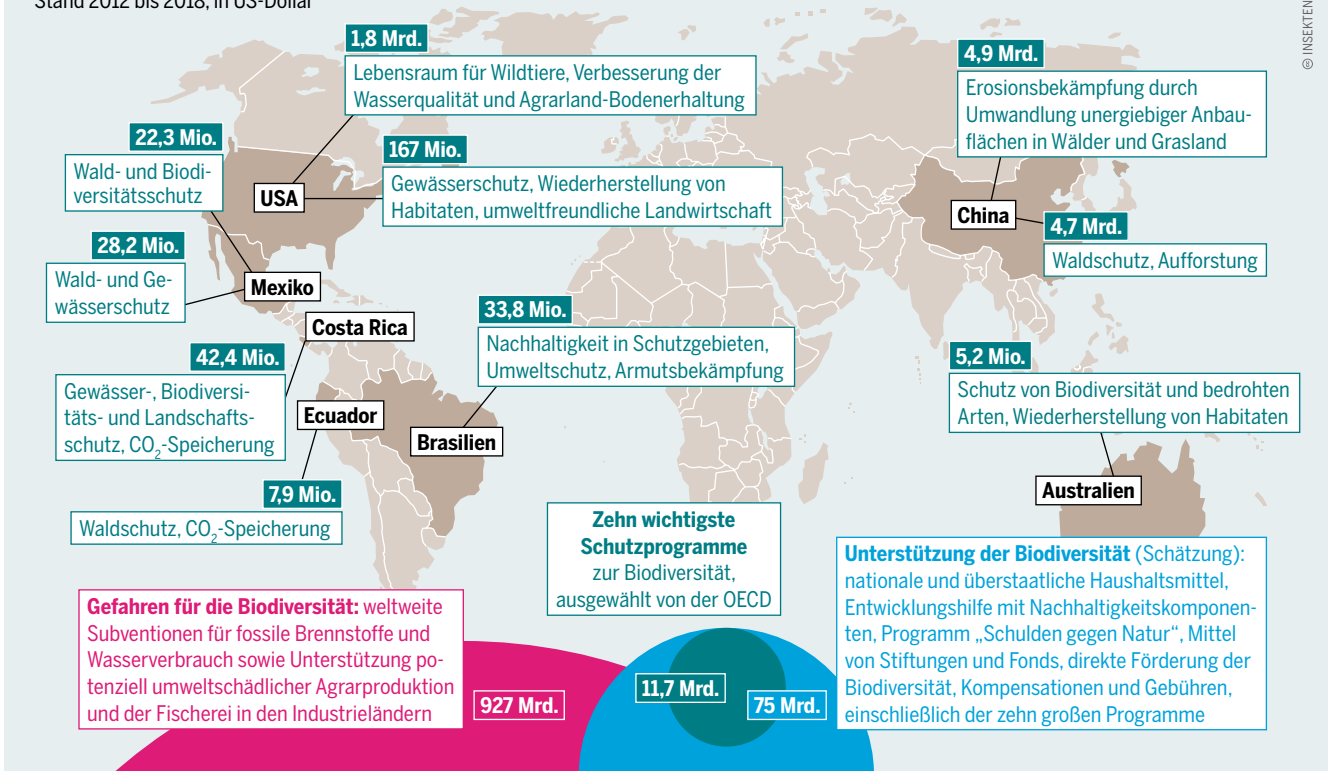 Stand 2012 bis 2018, in US-Dollar
© INSEKTEN
1,8 Mrd.
Lebensraum für Wildtiere, Verbesserung der
Wasserqualität und Agrarland-Bodenerhaltung
4,9 Mrd.
Erosionsbekämpfung durch
Umwandlung unergiebiger Anbau-
flächen in Wälder und Grasland
22,3 Mio.
Wald- und Biodi-
versitätsschutz
167 Mio.
Gewässerschutz, Wiederherstellung von
Habitaten, umweltfreundliche Landwirtschaft
USA
China
4,7 Mrd.
Waldschutz, Aufforstung
28,2 Mio.
Wald- und Ge-
wässerschutz
Mexiko
Costa Rica
33,8 Mio.
Nachhaltigkeit in Schutzgebieten,
Umweltschutz, Armutsbekämpfung
42,4 Mio.
Gewässer-, Biodiversi-
täts- und Landschafts-
schutz, CO₂-Speicherung
5,2 Mio.
Schutz von Biodiversität und bedrohten
Arten, Wiederherstellung von Habitaten
Ecuador
Brasilien
Australien
7,9 Mio.
Waldschutz, CO₂-Speicherung
Zehn wichtigste
Schutzprogramme
zur Biodiversität,
ausgewählt von der OECD
Gefahren für die Biodiversität: weltweite
Subventionen für fossile Brennstoffe und
Wasserverbrauch sowie Unterstützung po-
tenziell umweltschädlicher Agrarproduktion
und der Fischerei in den Industrieländern
927 Mrd.
11,7 Mrd.
75 Mrd.
Unterstützung der Biodiversität (Schätzung):
nationale und überstaatliche Haushaltsmittel,
Entwicklungshilfe mit Nachhaltigkeitskomponen-
ten, Programm „Schulden gegen Natur“, Mittel
von Stiftungen und Fonds, direkte Förderung der
Biodiversität, Kompensationen und Gebühren,
einschließlich der zehn großen Programme